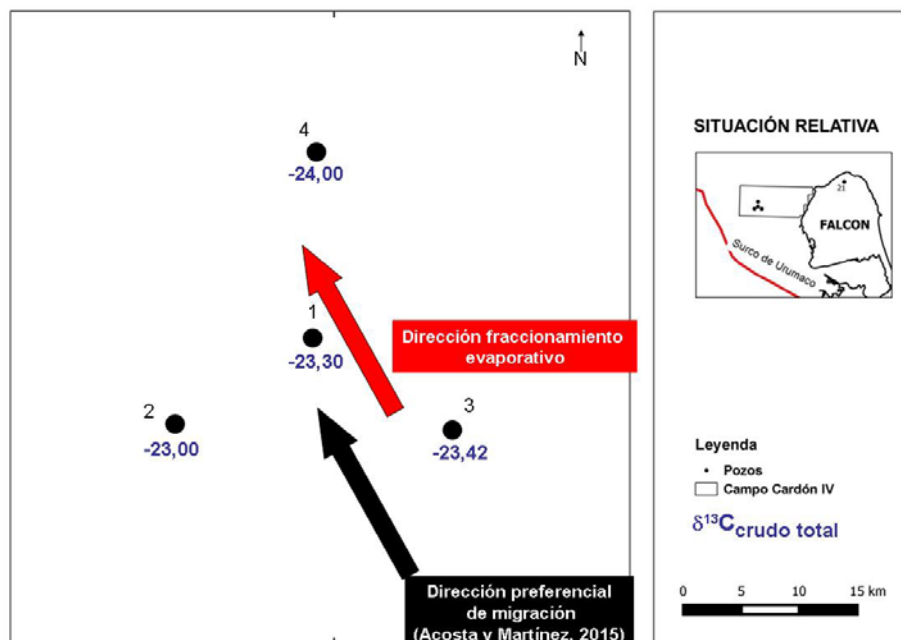 N
4
-24,00
1
-23,30
Dirección fraccionamiento
evaporativo
2
-23,00
3
-23,42
Dirección preferencial
de migración
(Acosta y Martínez, 2015)
SITUACIÓN RELATIVA
21
FALCON
Surco de Urumaco
Leyenda
Pozos
Campo Cardón IV
δ13Ccrudo total
0 5 10 15 km